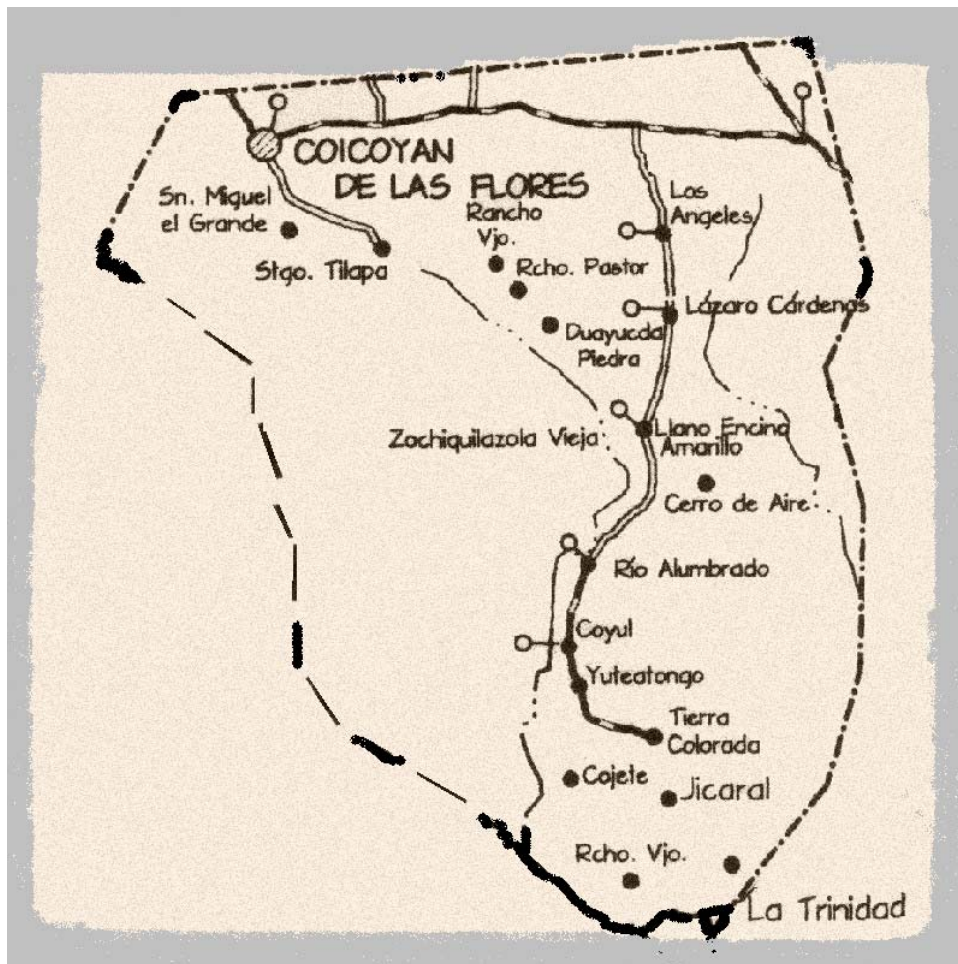 COICOYAN
DE LAS FLORES
Sn. Miguel
el Grande
Stgo. Tilapa
Rancho
Vjo.
Rcho. Pastor
Los
Angeles
Lázaro Cárdenas
Duayucda
Piedra
Zochiquilazola Vieja
Llano Encino
Amarillo
Cerro de Aire
Río Alumbrado
Coyul
Yuteatongo
Tierra
Colorada
Cojete
Jicaral
Rcho. Vjo.
La Trinidad